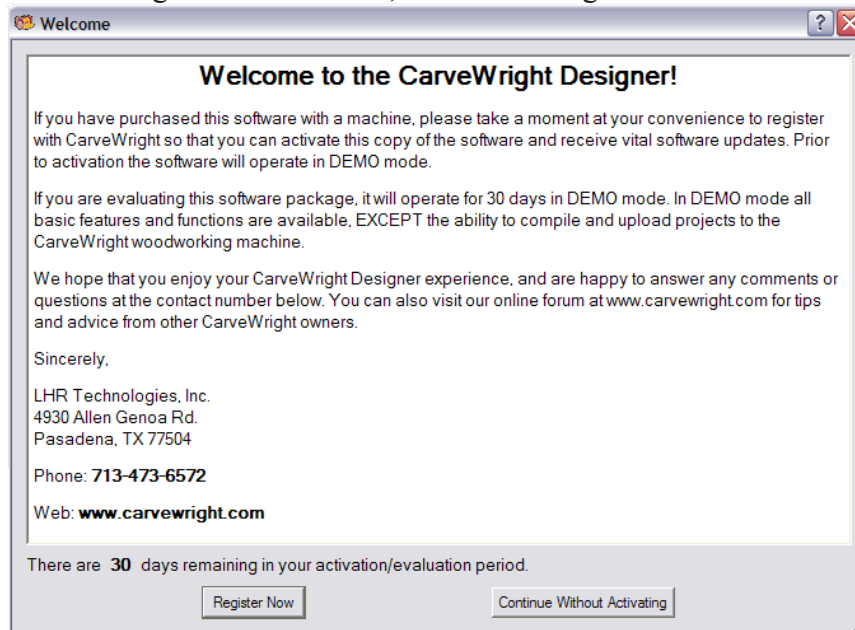 Welcome
Welcome to the CarveWright Designer!
If you have purchased this software with a machine, please take a moment at your convenience to register
with CarveWright so that you can activate this copy of the software and receive vital software updates. Prior
to activation the software will operate in DEMO mode.
If you are evaluating this software package, it will operate for 30 days in DEMO mode. In DEMO mode all
basic features and functions are available, EXCEPT the ability to compile and upload projects to the
CarveWright woodworking machine.
We hope that you enjoy your CarveWright Designer experience, and are happy to answer any comments or
questions at the contact number below. You can also visit our online forum at www.carvewright.com for tips
and advice from other CarveWright owners.
Sincerely,
LHR Technologies, Inc.
4930 Allen Genoa Rd.
Pasadena, TX 77504
Phone: 713-473-6572
Web: www.carvewright.com
There are 30 days remaining in your activation/evaluation period.
Register Now Continue Without Activating